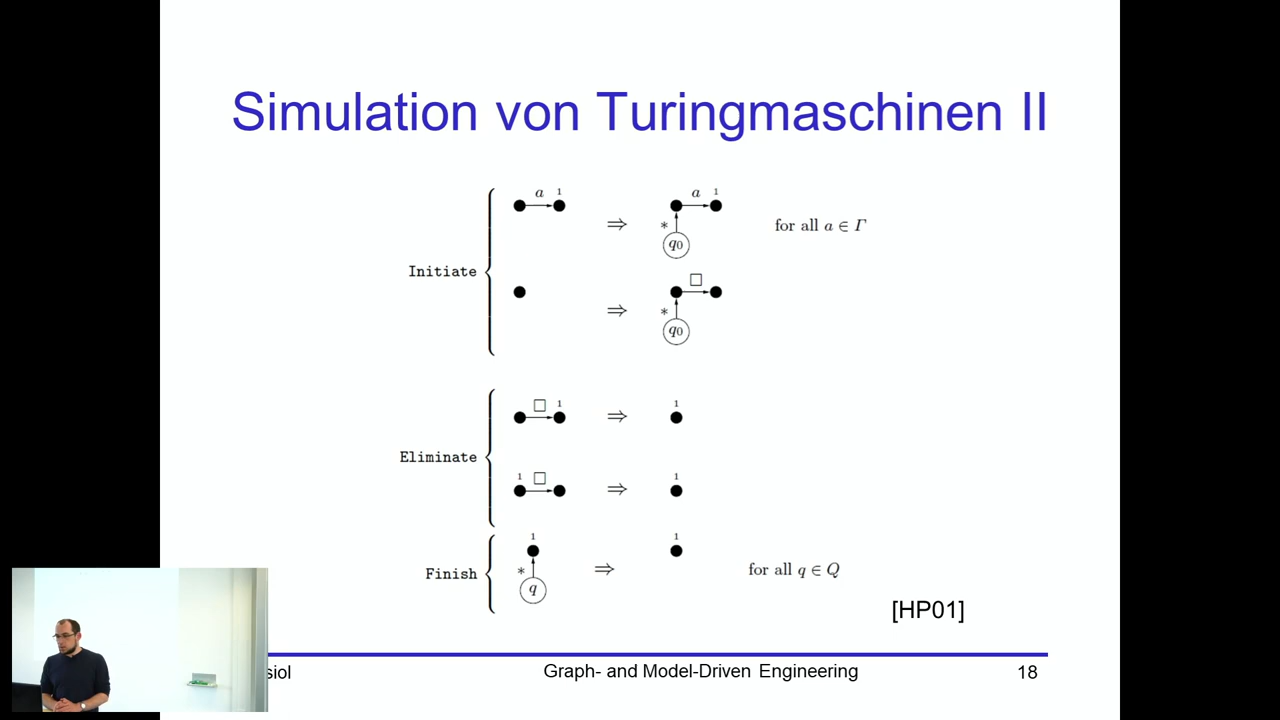 Simulation von Turingmaschinen II
a 1 ⇒ a 1 for all a ∈ Γ
* q0
Initiate
□
⇒
* q0
□ 1 ⇒ 1
Eliminate
1 □ ⇒ 1
1 1
Finish * ⇒ for all q ∈ Q
q
[HP01]
siol Graph- and Model-Driven Engineering 18